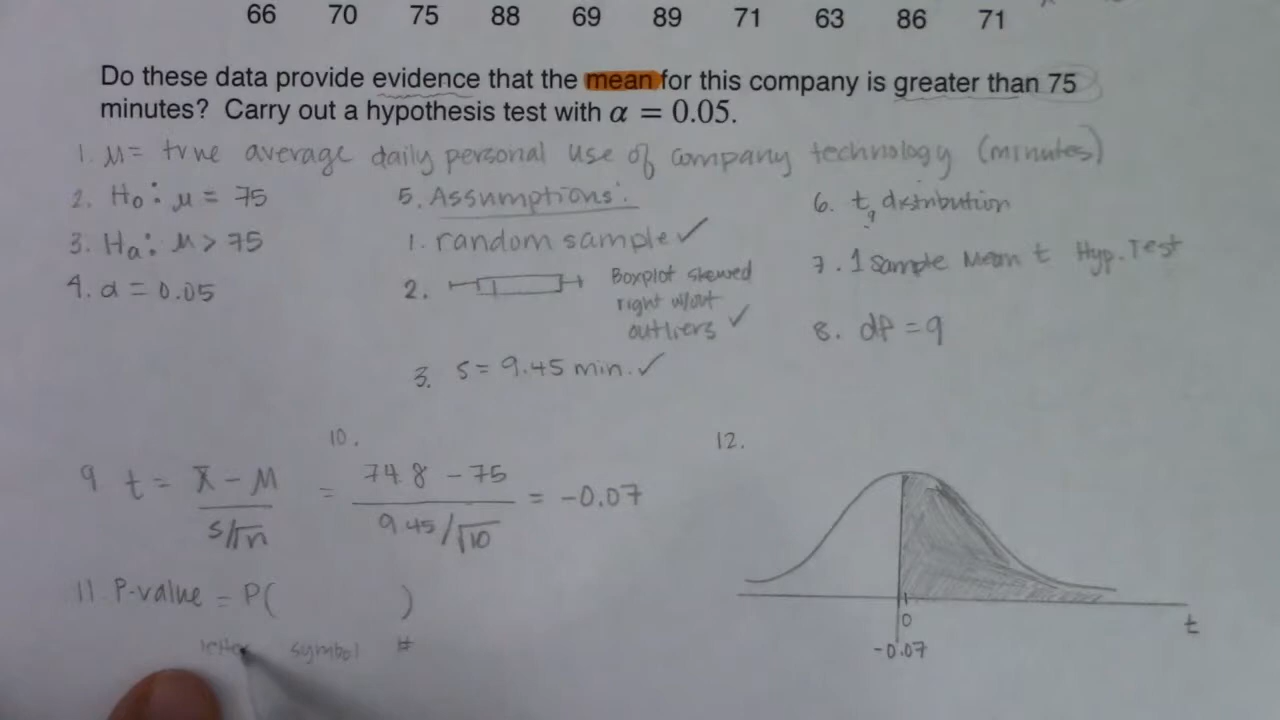 66 70 75 88 69 89 71 63 86 71
Do these data provide evidence that the mean for this company is greater than 75
minutes? Carry out a hypothesis test with α = 0.05.
1. μ = true average daily personal use of company technology (minutes)
2. H₀: μ = 75
3. Hₐ: μ > 75
4. α = 0.05
5. Assumptions:
1. random sample ✓
2. Boxplot skewed
right w/out
outliers ✓
3. s = 9.45 min. ✓
6. t₉ distribution
7. 1 Sample Mean t Hyp. Test
8. df = 9
9 t = x̄ - μ / s/√n
10.
= 74.8 - 75 / 9.45/√10 = -0.07
11 P-value = P( )
letter symbol #
12.
0
-0.07
t